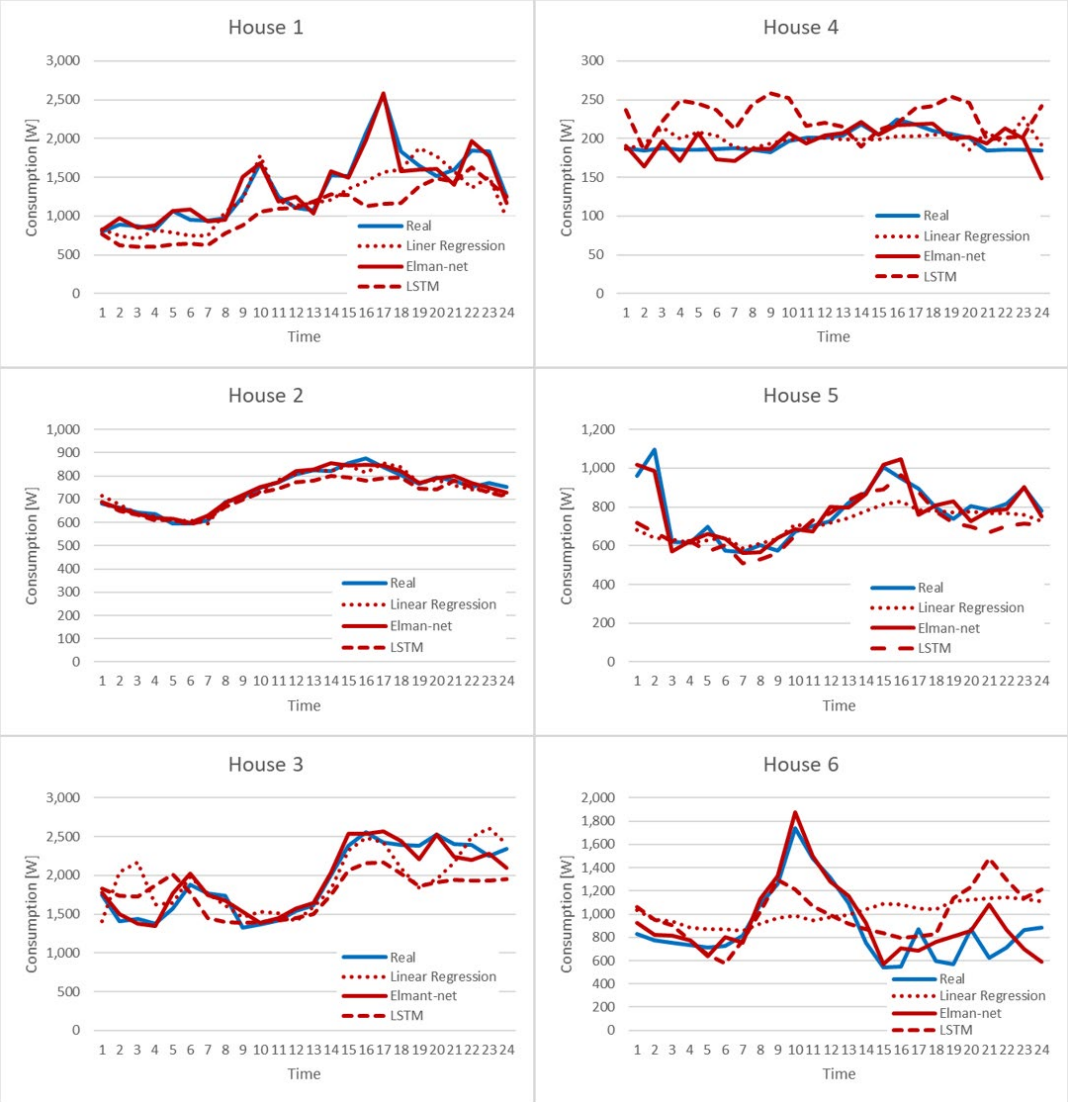 House 1
3,000
2,500
2,000
1,500
1,000
500
0
Consumption [W]
Real
Liner Regression
Elman-net
LSTM
1 2 3 4 5 6 7 8 9 10 11 12 13 14 15 16 17 18 19 20 21 22 23 24
Time
House 4
300
250
200
150
100
50
0
Consumption [W]
Real
Linear Regression
Elman-net
LSTM
1 2 3 4 5 6 7 8 9 10 11 12 13 14 15 16 17 18 19 20 21 22 23 24
Time
House 2
1,000
900
800
700
600
500
400
300
200
100
0
Consumption [W]
Real
Linear Regression
Elman-net
LSTM
1 2 3 4 5 6 7 8 9 10 11 12 13 14 15 16 17 18 19 20 21 22 23 24
Time
House 5
1,200
1,000
800
600
400
200
0
Consumption [W]
Real
Linear Regression
Elman-net
LSTM
1 2 3 4 5 6 7 8 9 10 11 12 13 14 15 16 17 18 19 20 21 22 23 24
Time
House 3
3,000
2,500
2,000
1,500
1,000
500
0
Consumption [W]
Real
Linear Regression
Elmant-net
LSTM
1 2 3 4 5 6 7 8 9 10 11 12 13 14 15 16 17 18 19 20 21 22 23 24
Time
House 6
2,000
1,800
1,600
1,400
1,200
1,000
800
600
400
200
0
Consumption [W]
Real
Linear Regression
Elman-net
LSTM
1 2 3 4 5 6 7 8 9 10 11 12 13 14 15 16 17 18 19 20 21 22 23 24
Time